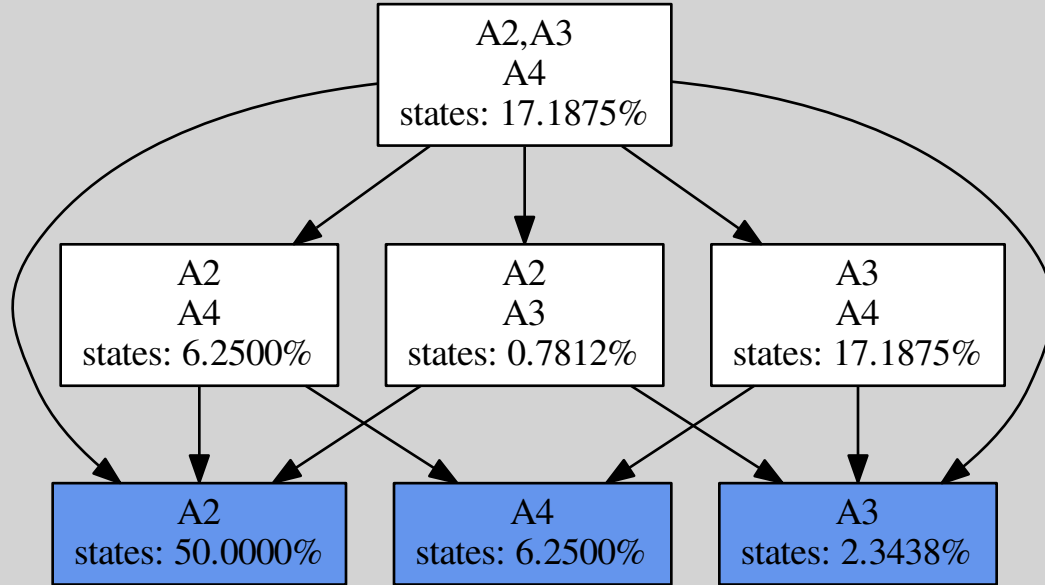 A2,A3
A4
states: 17.1875%
A2
A4
states: 6.2500%
A2
A3
states: 0.7812%
A3
A4
states: 17.1875%
A2
states: 50.0000%
A4
states: 6.2500%
A3
states: 2.3438%